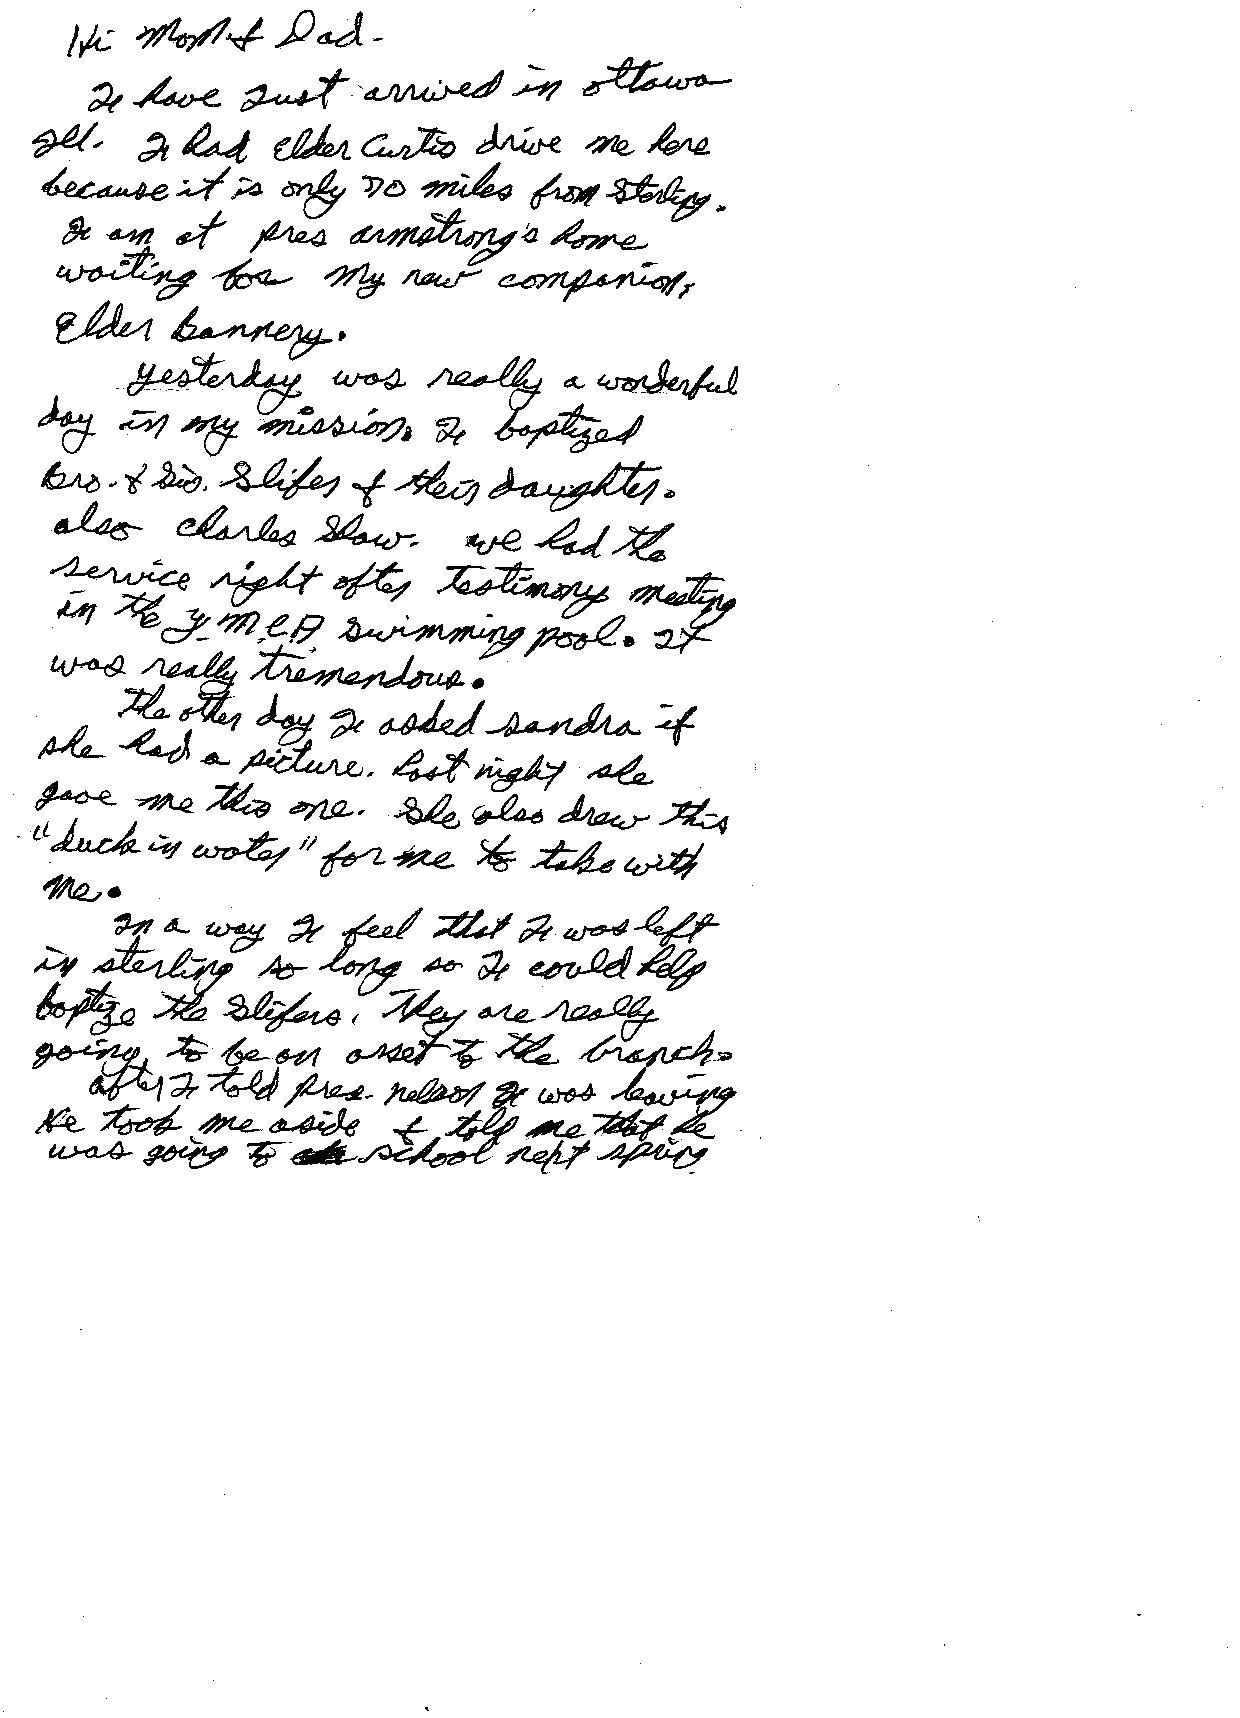 Hi Mom & Dad -
I have just arrived in Ottawa
Ill. I had Elder Curtis drive me here
because it is only 70 miles from Sterling.
I am at Pres Armstrong's home
waiting for my new companion,
Elder Bannery.
Yesterday was really a wonderful
day in my mission. I baptized
Bro. & Sis. Slifer & their daughter.
also Charles Shaw. We had the
service right after testimony meeting
in the Y.M.C.A swimming pool. It
was really tremendous.
The other day I asked Sandra if
she had a picture. Last night she
gave me this one. She also drew this
"duck in water" for me to take with
me.
In a way I feel that I was left
in Sterling so long so I could help
baptize the Slifers. They are really
going to be an asset to the branch.
After I told Pres. Nelson I was leaving
He took me aside & told me that he
was going to school next spring